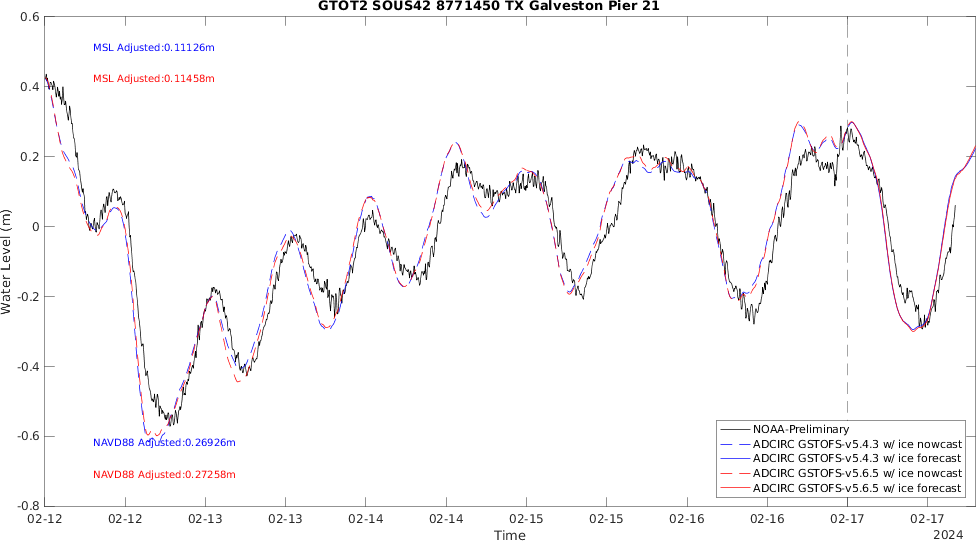 GTOT2 SOUS42 8771450 TX Galveston Pier 21
0.6
MSL Adjusted:0.11126m
MSL Adjusted:0.11458m
0.4
0.2
0
-0.2
-0.4
-0.6
-0.8
Water Level (m)
NAVD88 Adjusted:0.26926m
NAVD88 Adjusted:0.27258m
NOAA-Preliminary
ADCIRC GSTOFS-v5.4.3 w/ ice nowcast
ADCIRC GSTOFS-v5.4.3 w/ ice forecast
ADCIRC GSTOFS-v5.6.5 w/ ice nowcast
ADCIRC GSTOFS-v5.6.5 w/ ice forecast
02-12 02-12 02-13 02-13 02-14 02-14 02-15 02-15 02-16 02-16 02-17 02-17
2024
Time